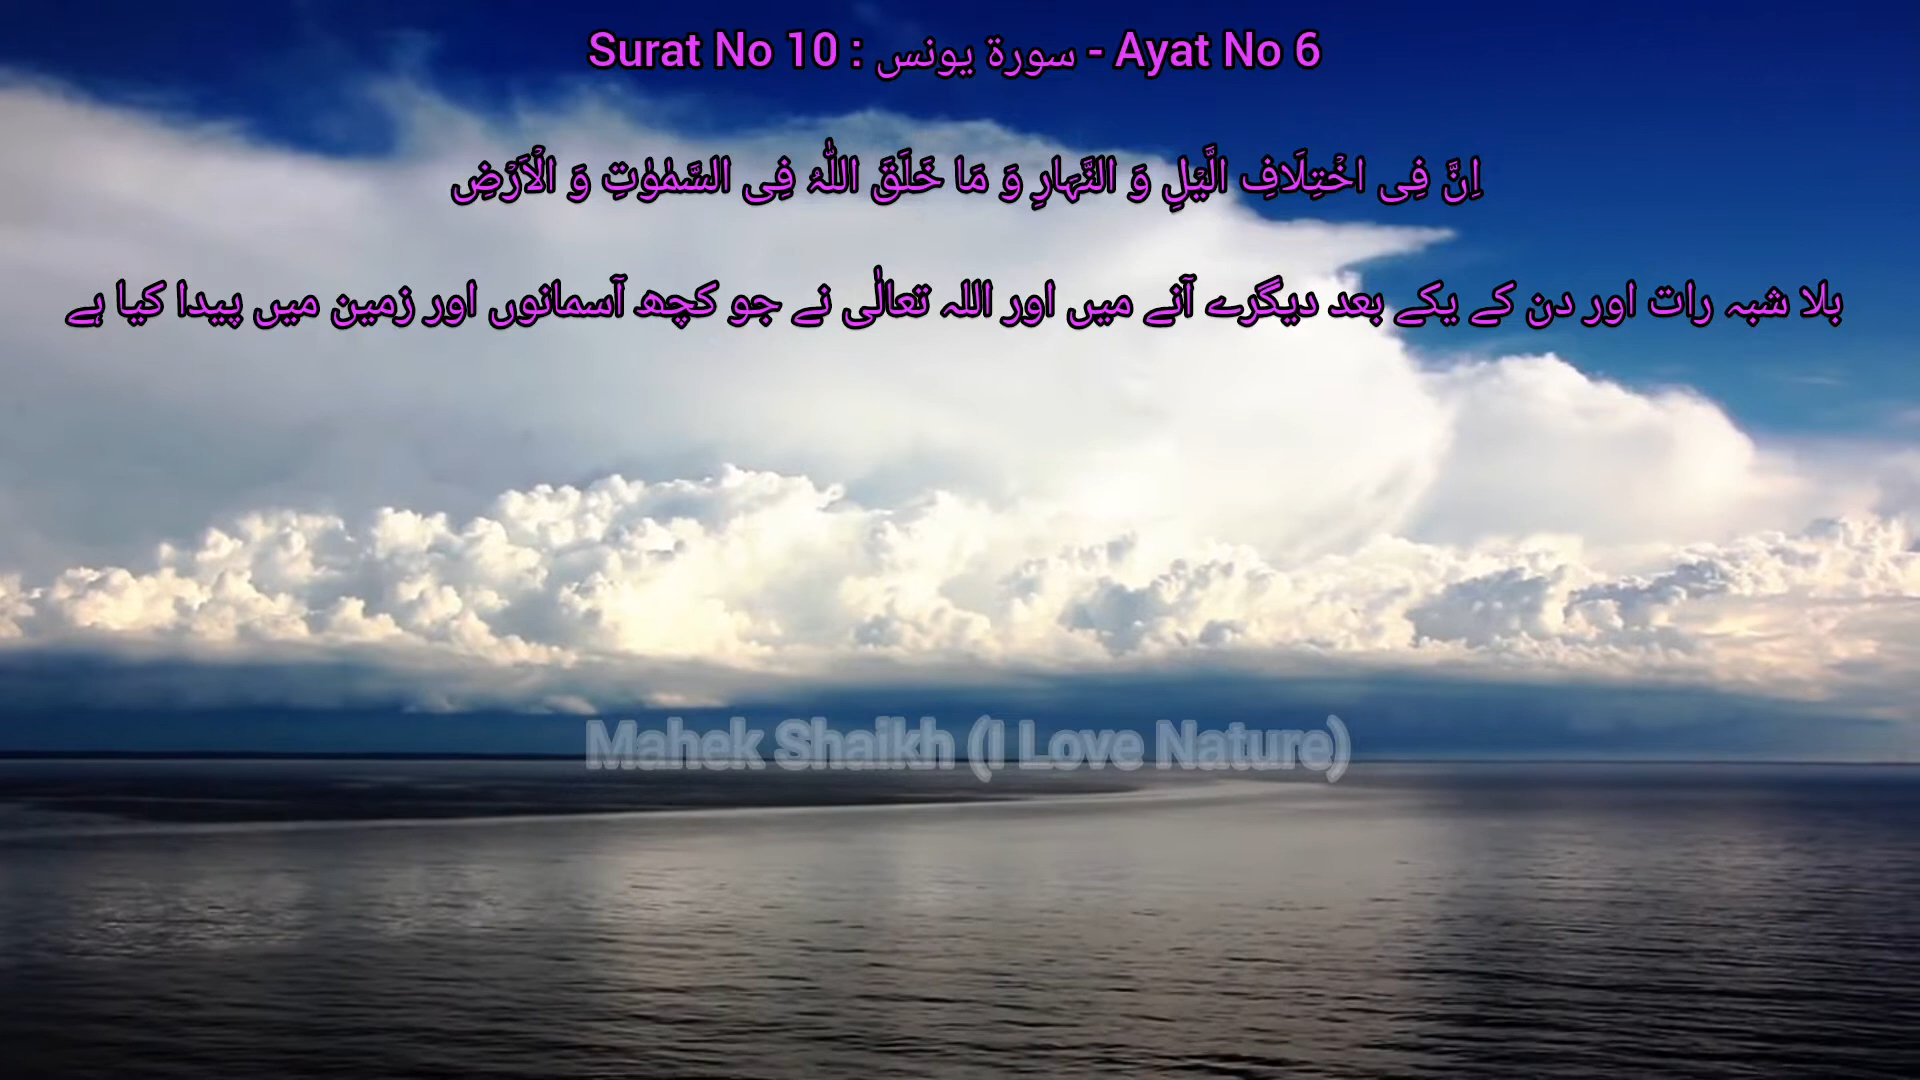 Surat No 10 : سورة يونس - Ayat No 6
اِنَّ فِی اخۡتِلَافِ الَّیۡلِ وَ النَّہَارِ وَ مَا خَلَقَ اللّٰہُ فِی السَّمٰوٰتِ وَ الۡاَرۡضِ
بلا شبہ رات اور دن کے یکے بعد دیگرے آنے میں اور اللہ تعالٰی نے جو کچھ آسمانوں اور زمین میں پیدا کیا ہے
Mahek Shaikh (I Love Nature)